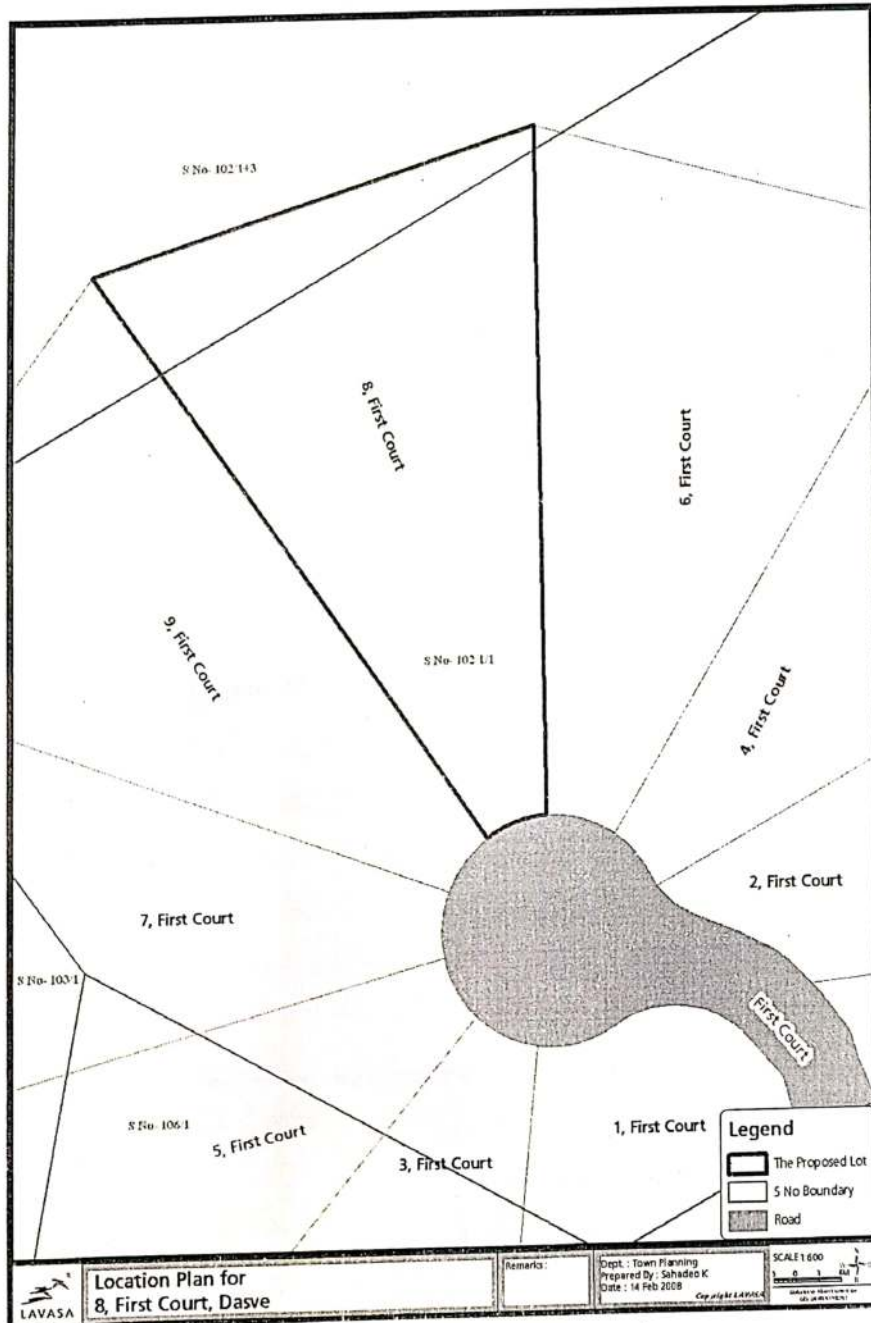 S No- 102/1+3
8, First Court
6, First Court
9, First Court
S No- 102 1/1
4, First Court
2, First Court
7, First Court
S No- 103/1
First Court
S No- 106/1
5, First Court
3, First Court
1, First Court
Legend
The Proposed Lot
S No Boundary
Road
LAVASA
Location Plan for
8, First Court, Dasve
Remarks :
Dept. : Town Planning
Prepared By : Sahadeo K
Date : 14 Feb 2008
Copyright LAVASA
SCALE 1:600